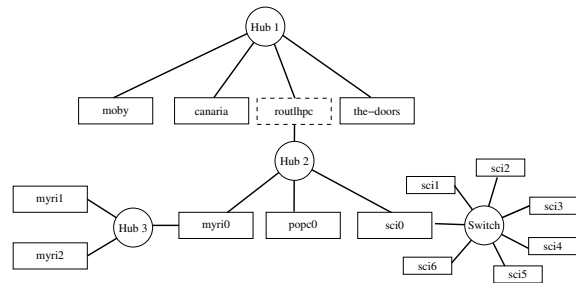 Hub 1
moby
canaria
routlhpc
the-doors
Hub 2
sci1
sci2
sci3
myri1
myri0
popc0
sci0
Switch
Hub 3
myri2
sci4
sci6
sci5